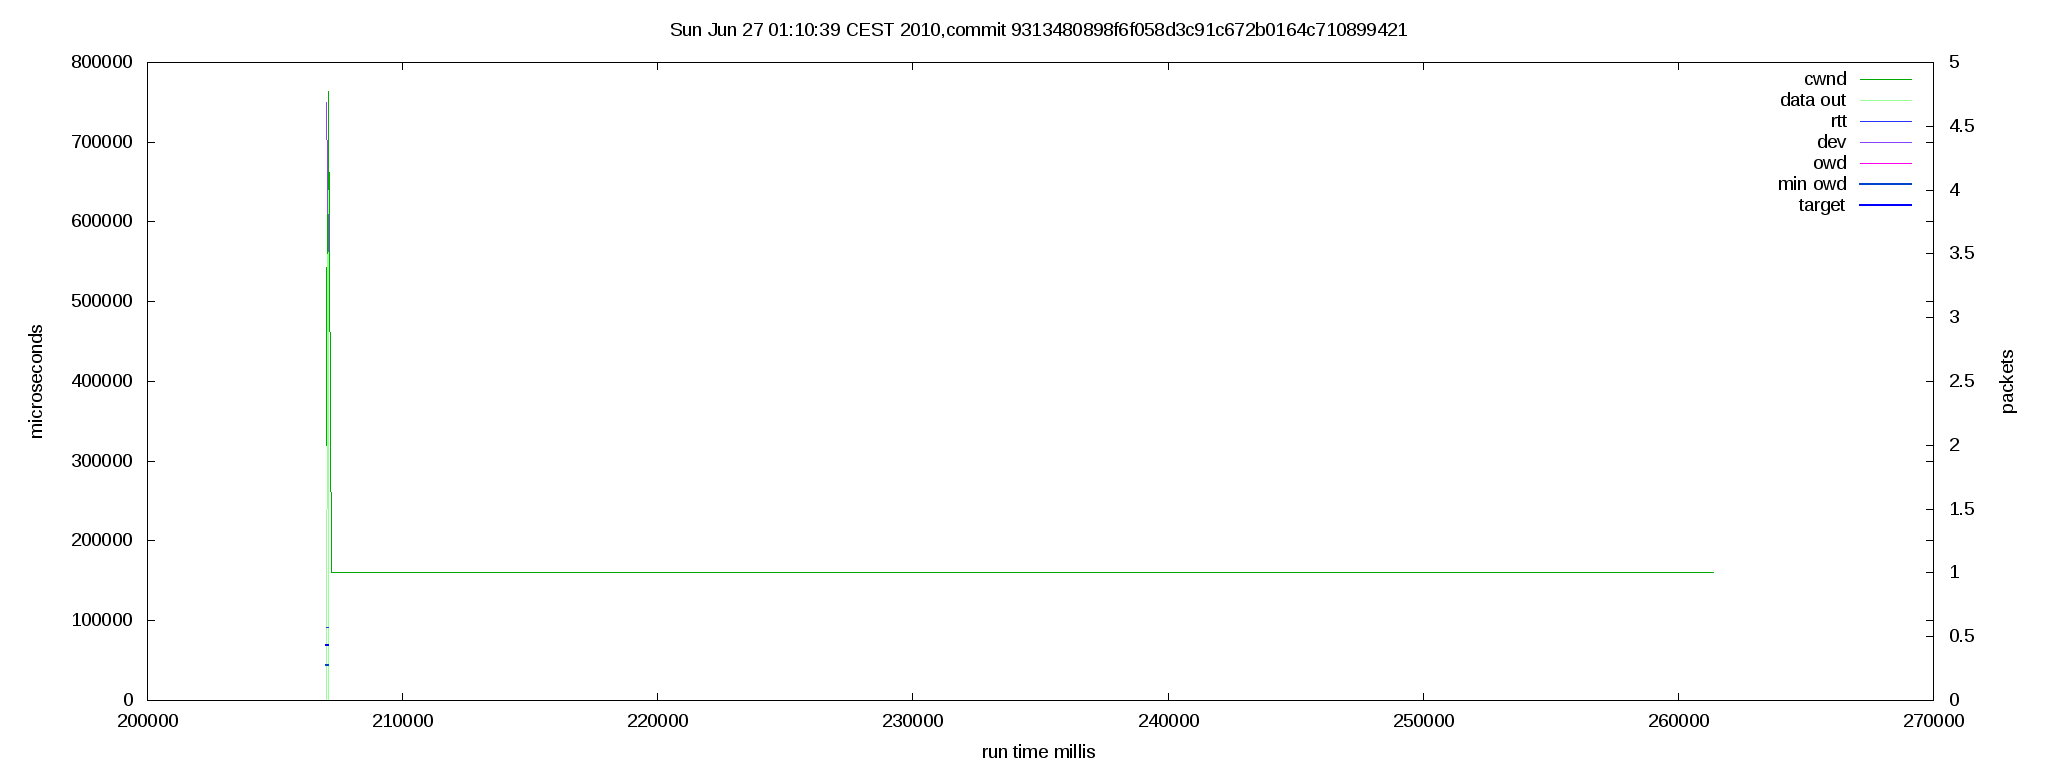 Sun Jun 27 01:10:39 CEST 2010,commit 9313480898f6f058d3c91c672b0164c710899421
800000
700000
600000
500000
400000
300000
200000
100000
0
microseconds
5
4.5
4
3.5
3
2.5
2
1.5
1
0.5
0
packets
cwnd
data out
rtt
dev
owd
min owd
target
200000 210000 220000 230000 240000 250000 260000 270000
run time millis